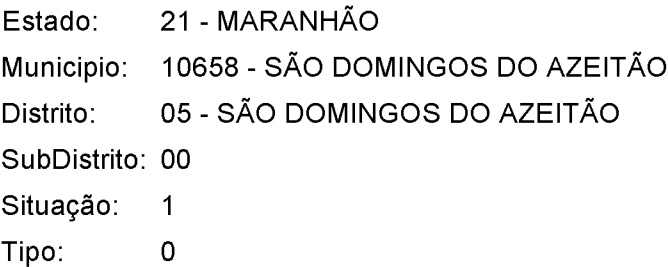 Estado: 21 - MARANHÃO
Municipio: 10658 - SÃO DOMINGOS DO AZEITÃO
Distrito: 05 - SÃO DOMINGOS DO AZEITÃO
SubDistrito: 00
Situação: 1
Tipo: 0